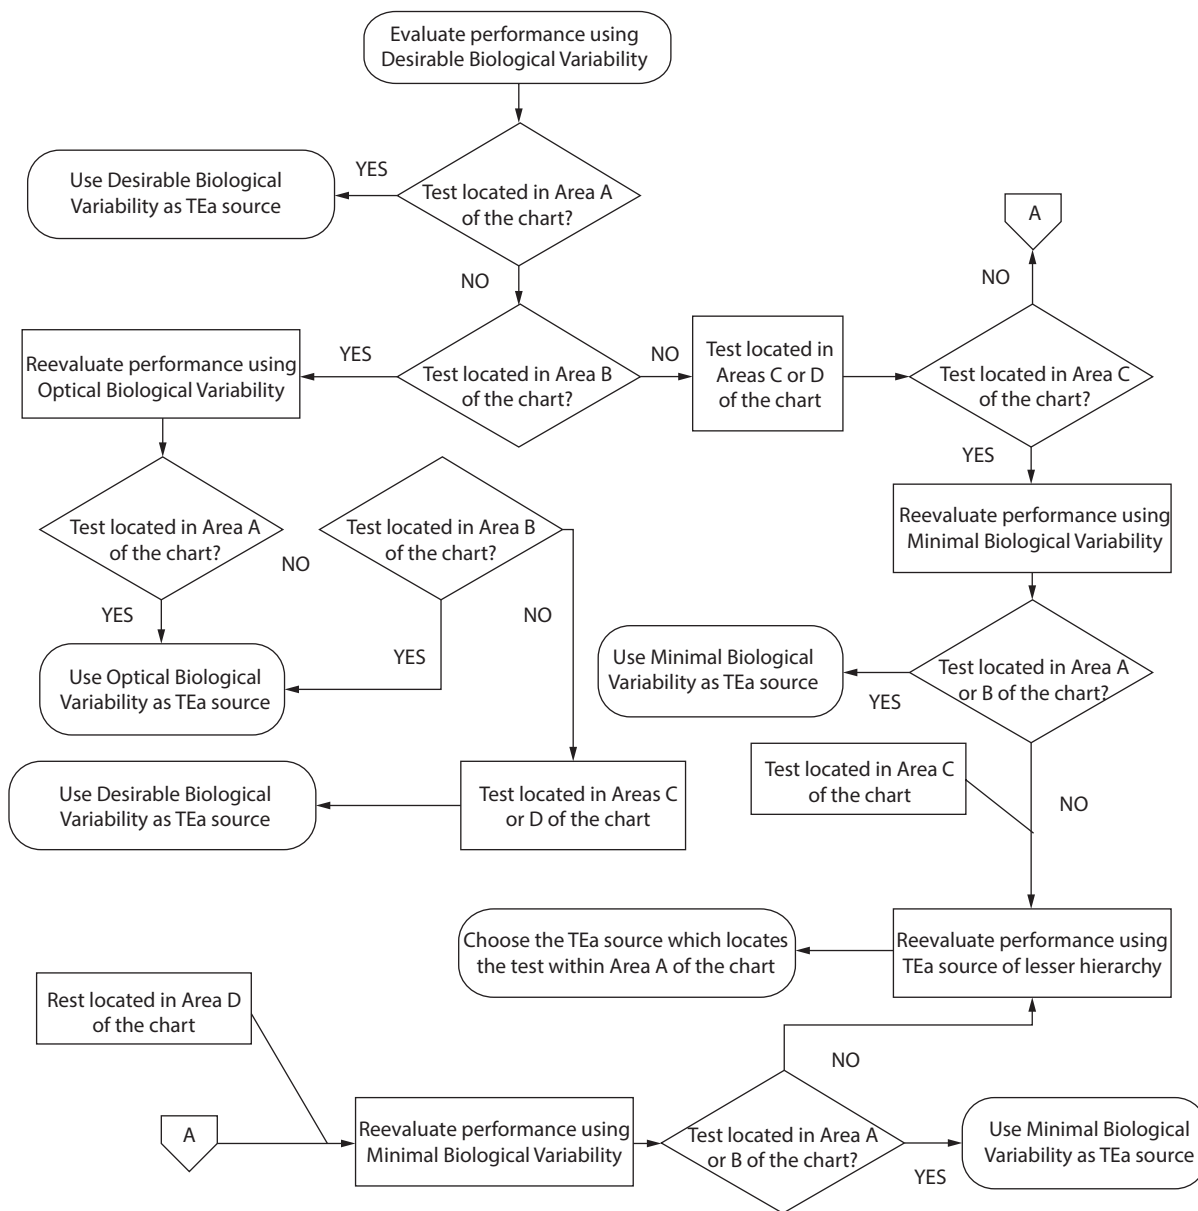 Evaluate performance using
Desirable Biological Variability
YES
Use Desirable Biological
Variability as TEa source
Test located in Area A
of the chart?
A
NO
NO
Reevaluate performance using
Optical Biological Variability
YES
Test located in Area B
of the chart?
NO
Test located in
Areas C or D
of the chart
Test located in Area C
of the chart?
YES
Test located in Area A
of the chart?
NO
Test located in Area B
of the chart?
Reevaluate performance using
Minimal Biological Variability
YES
NO
YES
Use Optical Biological
Variability as TEa source
Use Minimal Biological
Variability as TEa source
YES
Test located in Area A
or B of the chart?
Use Desirable Biological
Variability as TEa source
Test located in Areas C
or D of the chart
Test located in Area C
of the chart
NO
Choose the TEa source which locates
the test within Area A of the chart
Reevaluate performance using
TEa source of lesser hierarchy
Rest located in Area D
of the chart
NO
A
Reevaluate performance using
Minimal Biological Variability
Test located in Area A
or B of the chart?
YES
Use Minimal Biological
Variability as TEa source